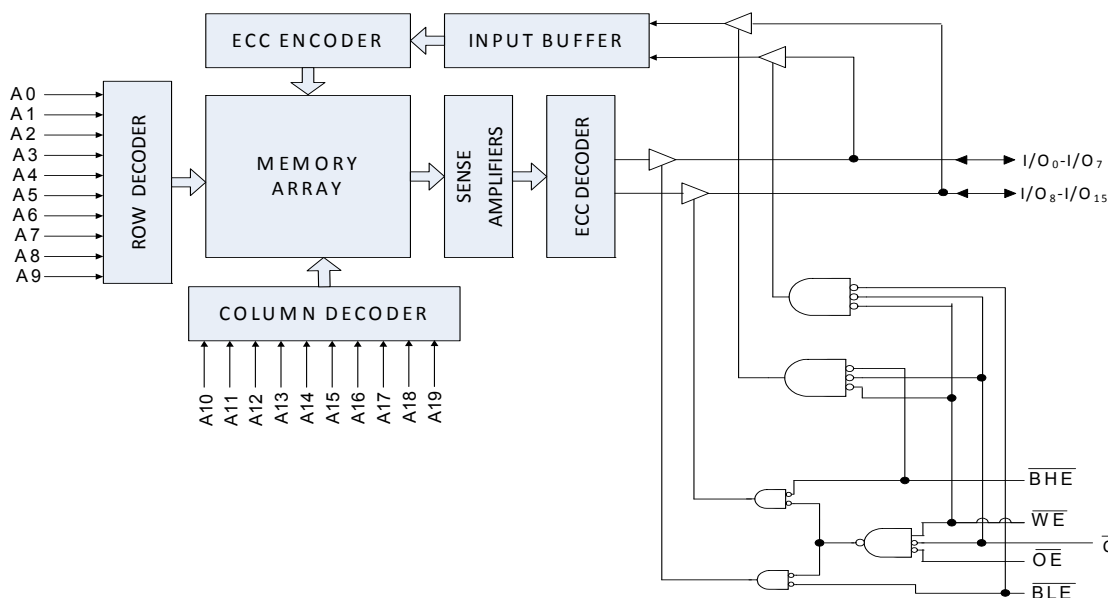 ECC ENCODER
INPUT BUFFER
A0
A1
A2
A3
A4
A5
A6
A7
A8
A9
ROW DECODER
MEMORY
ARRAY
SENSE
AMPLIFIERS
ECC DECODER
I/O0-I/O7
I/O8-I/O15
COLUMN DECODER
A10
A11
A12
A13
A14
A15
A16
A17
A18
A19
BHE
WE
OE
BLE